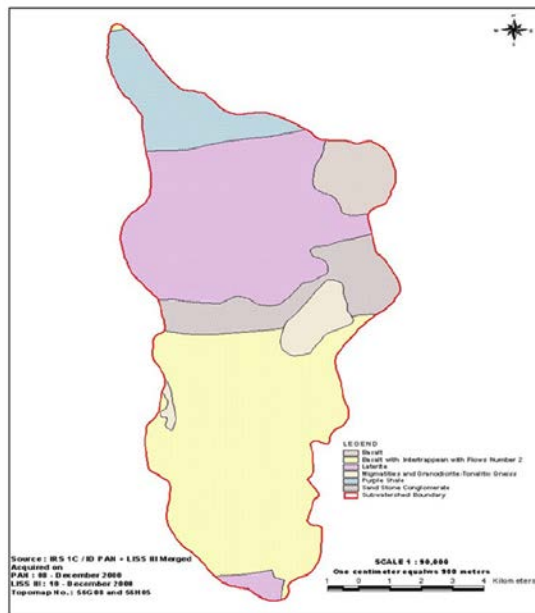 LEGEND
Basalt
Basalt with Intertrappean with Flows Number 2
Laterite
Migmatities and Granodiorite-Tonalitic Gneiss
Purple Shale
Sand Stone Conglomerate
Subwatershed Boundary
Source : IRS 1C / ID PAN + LISS III Merged
Acquired on
PAN : 08 - December 2000
LISS III : 10 - December 2000
Topomap No. : 56G08 and 56H05
SCALE 1 : 90,000
One centimeter equalws 900 meters
1 0 1 2 3 4 Kilometers